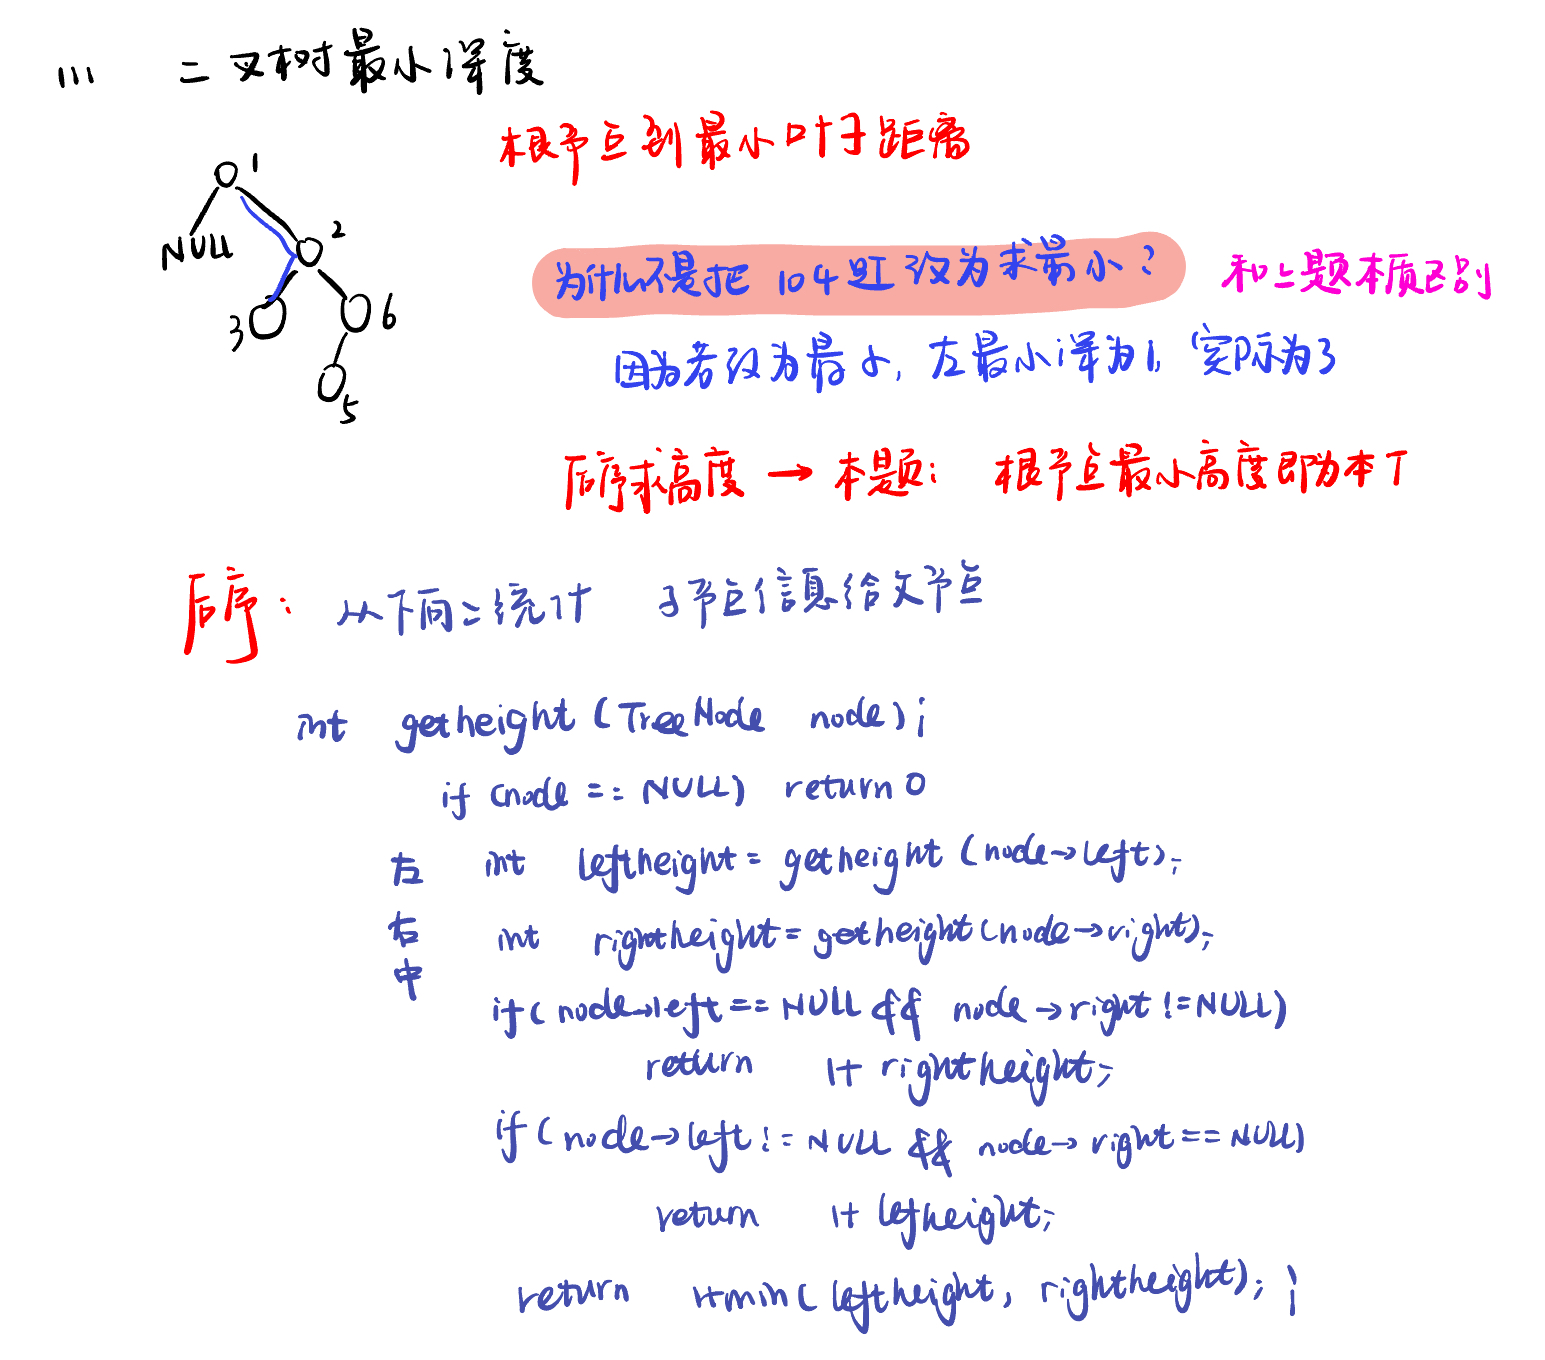 111 二叉树最小深度
根节点到最小叶子距离
1
NULL
2
3
6
5
为什么不是把104题改为求最小?
和上题本质区别
因为若改为最小,左最小深为1,实际为3
后序求高度 → 本题: 根节点最小高度即为本T
后序: 从下向上统计 子节点信息给父节点
int getheight (TreeNode node);
if (node == NULL) return 0
左 int leftheight = getheight (node→left);
右 int rightheight = getheight (node→right);
中
if ( node→left == NULL && node→right != NULL)
return 1+ rightheight;
if ( node→left != NULL && node→right == NULL)
return 1+ lefheight;
return 1+min( leftheight, rightheight); }